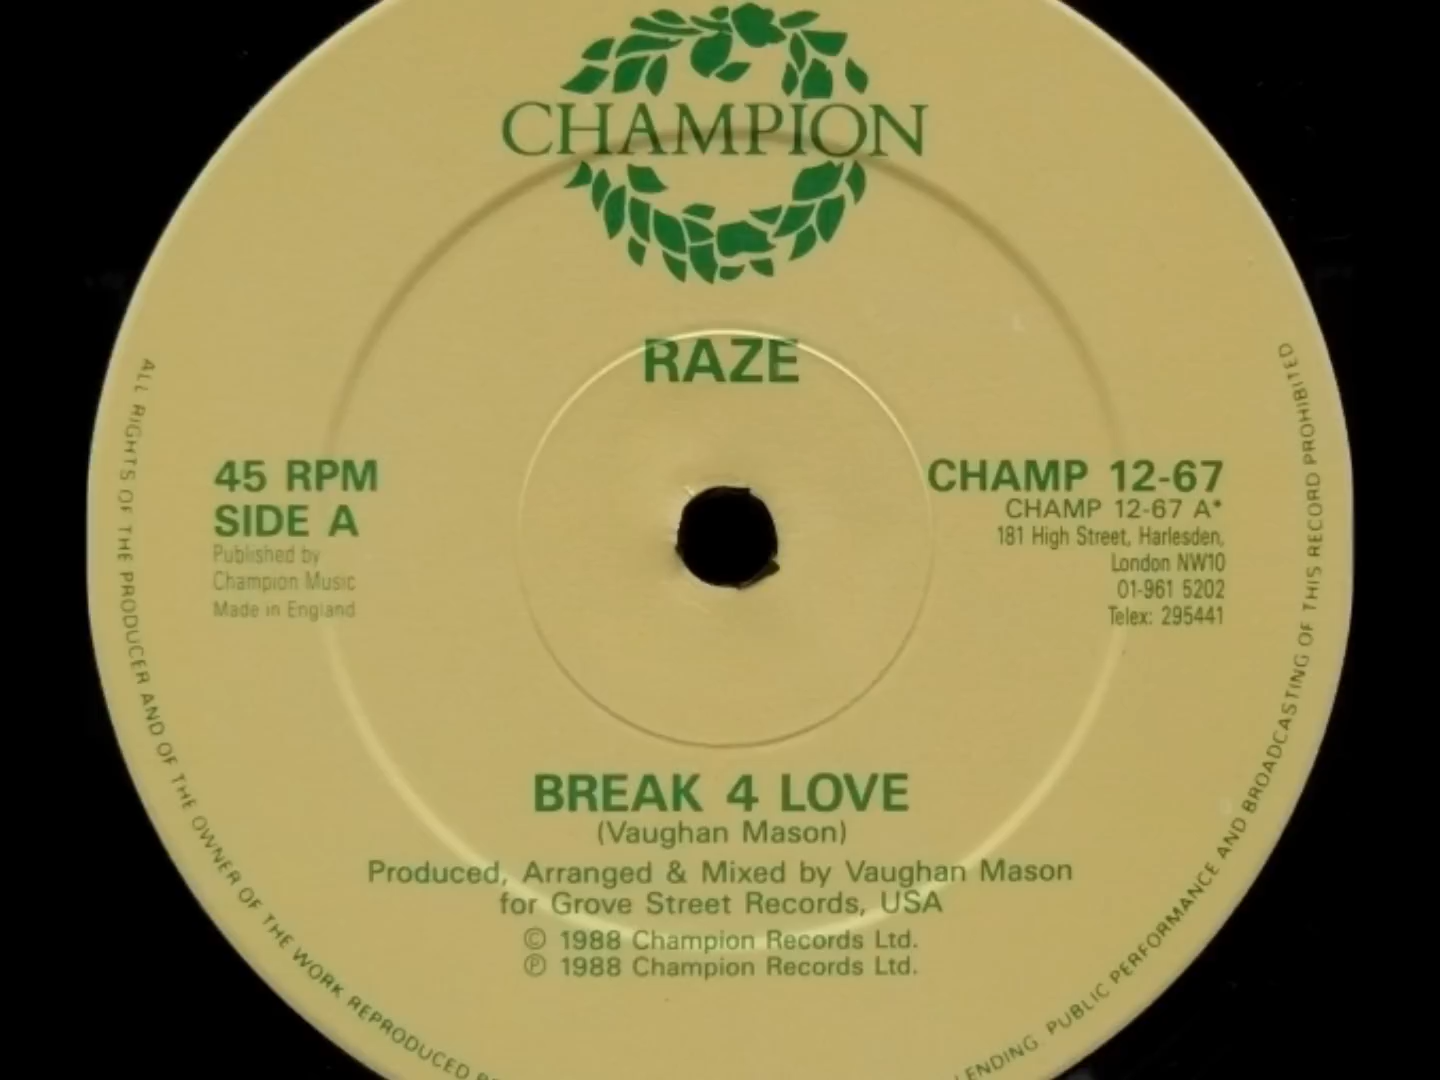 CHAMPION
RAZE
45 RPM
SIDE A
Published by
Champion Music
Made in England
CHAMP 12-67
CHAMP 12-67 A*
181 High Street, Harlesden,
London NW10
01-961 5202
Telex: 295441
BREAK 4 LOVE
(Vaughan Mason)
Produced, Arranged & Mixed by Vaughan Mason
for Grove Street Records, USA
© 1988 Champion Records Ltd.
℗ 1988 Champion Records Ltd.
ALL RIGHTS OF THE PRODUCER AND OF THE OWNER OF THE WORK REPRODUCED
LENDING. PUBLIC PERFORMANCE AND BROADCASTING OF THIS RECORD PROHIBITED